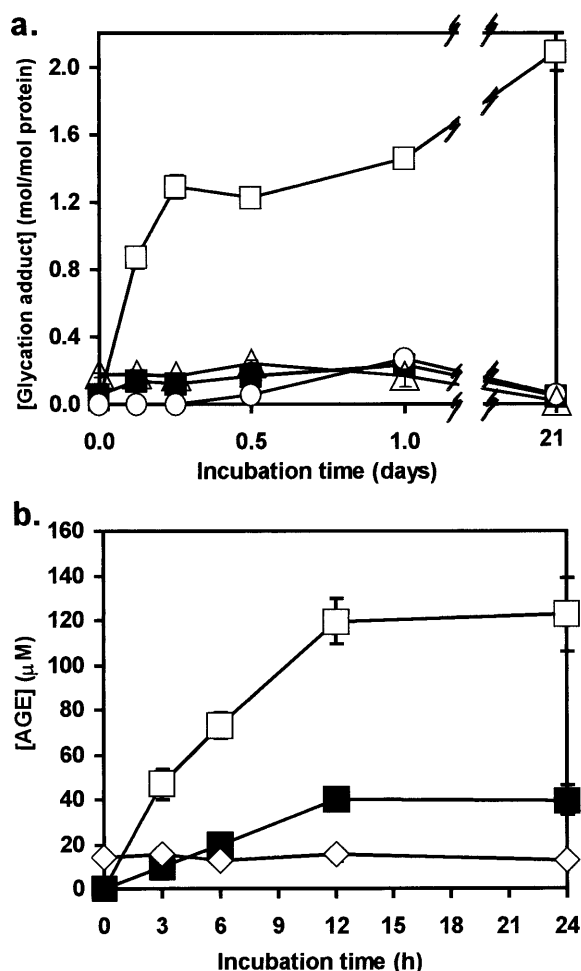 a.
[Glycation adduct] (mol/mol protein)
2.0
1.6
1.2
0.8
0.4
0.0
0.0 0.5 1.0 21
Incubation time (days)
b.
[AGE] (μM)
160
140
120
100
80
60
40
20
0
0 3 6 9 12 15 18 21 24
Incubation time (h)